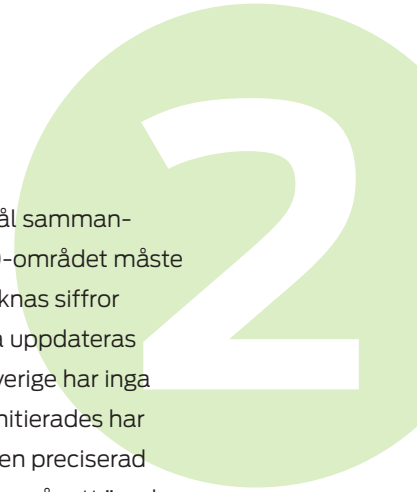 2
ål samman-
-området måste
knas siffror
uppdateras
verige har inga
nitierades har
en preciserad